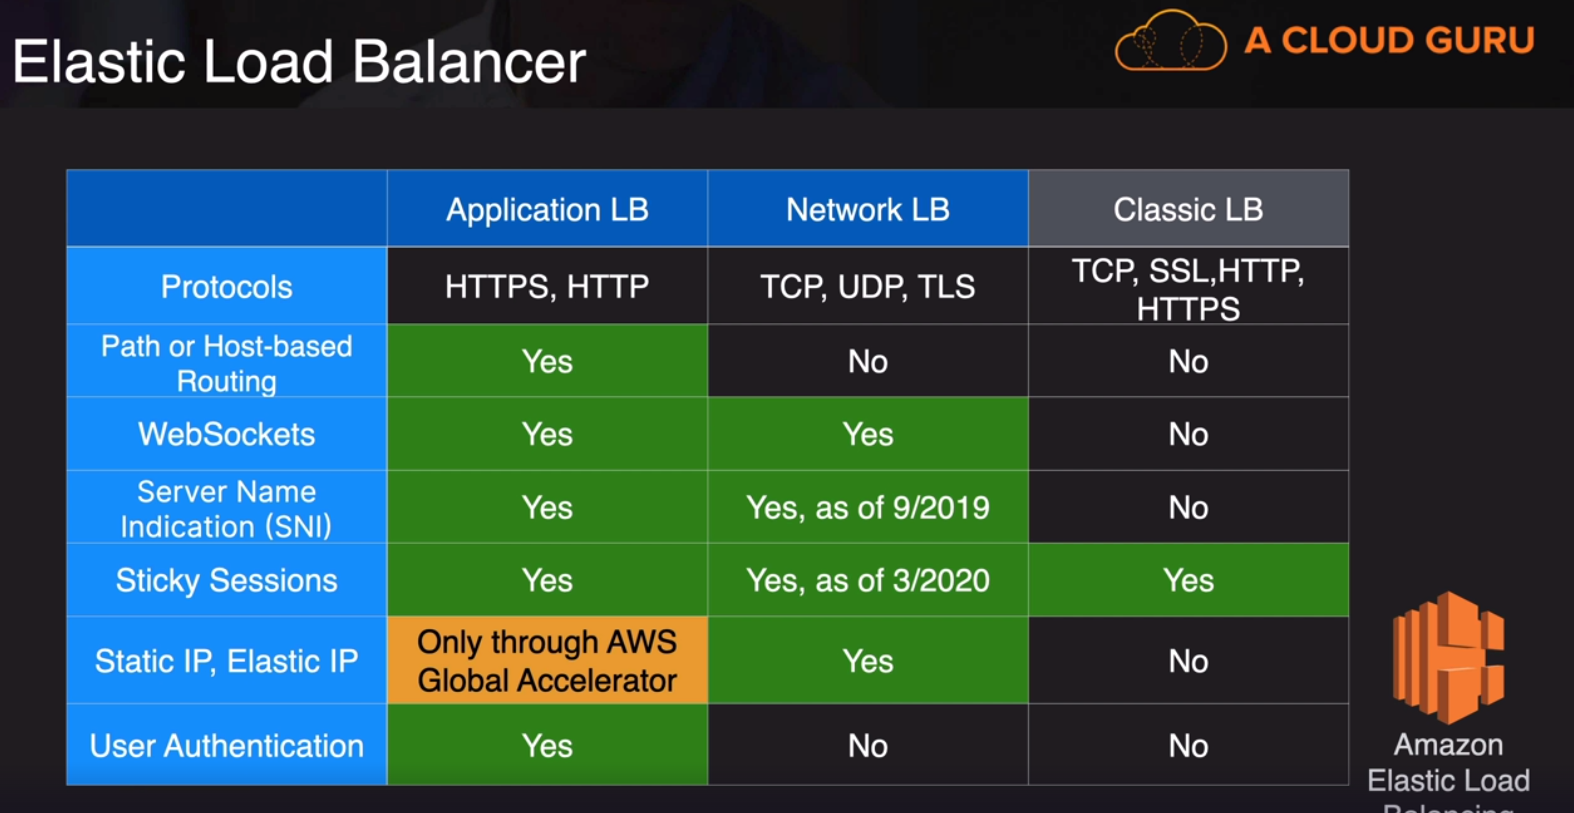 Elastic Load Balancer
A CLOUD GURU
Application LB
Network LB
Classic LB
Protocols
HTTPS, HTTP
TCP, UDP, TLS
TCP, SSL,HTTP,
HTTPS
Path or Host-based
Routing
Yes
No
No
WebSockets
Yes
Yes
No
Server Name
Indication (SNI)
Yes
Yes, as of 9/2019
No
Sticky Sessions
Yes
Yes, as of 3/2020
Yes
Static IP, Elastic IP
Only through AWS
Global Accelerator
Yes
No
User Authentication
Yes
No
No
Amazon
Elastic Load
Balancing